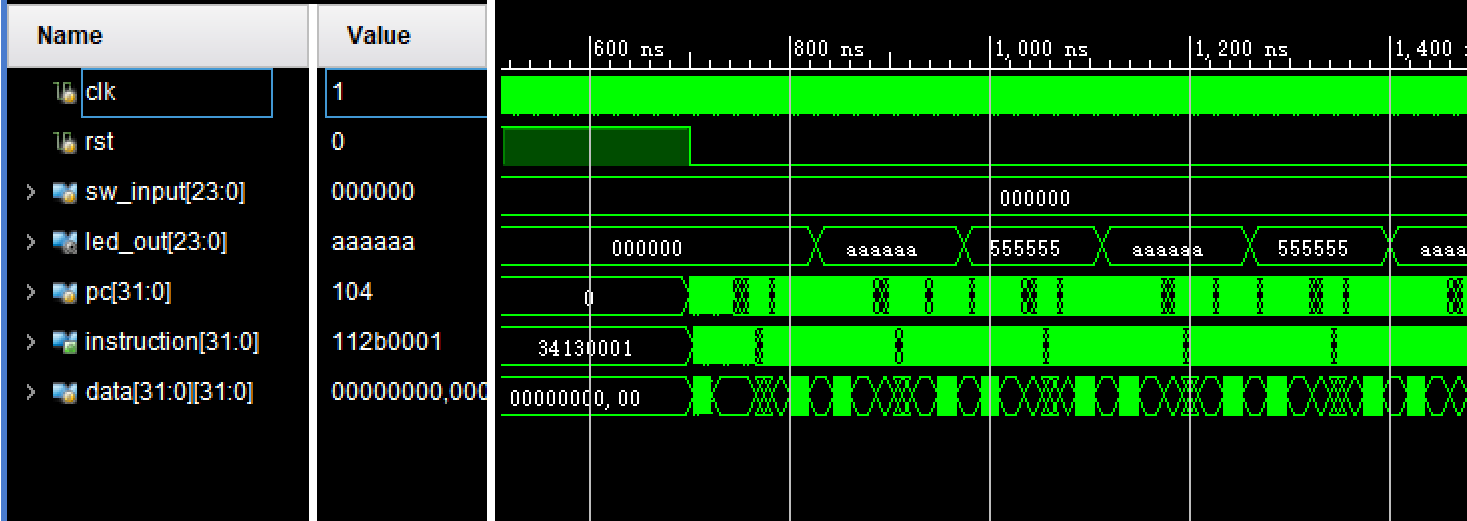 Name Value
600 ns 800 ns 1,000 ns 1,200 ns 1,400
clk 1
rst 0
sw_input[23:0] 000000 000000
led_out[23:0] aaaaaa 000000 aaaaaa 555555 aaaaaa 555555 aaaa
pc[31:0] 104 0
instruction[31:0] 112b0001 34130001
data[31:0][31:0] 00000000,000 00000000,00